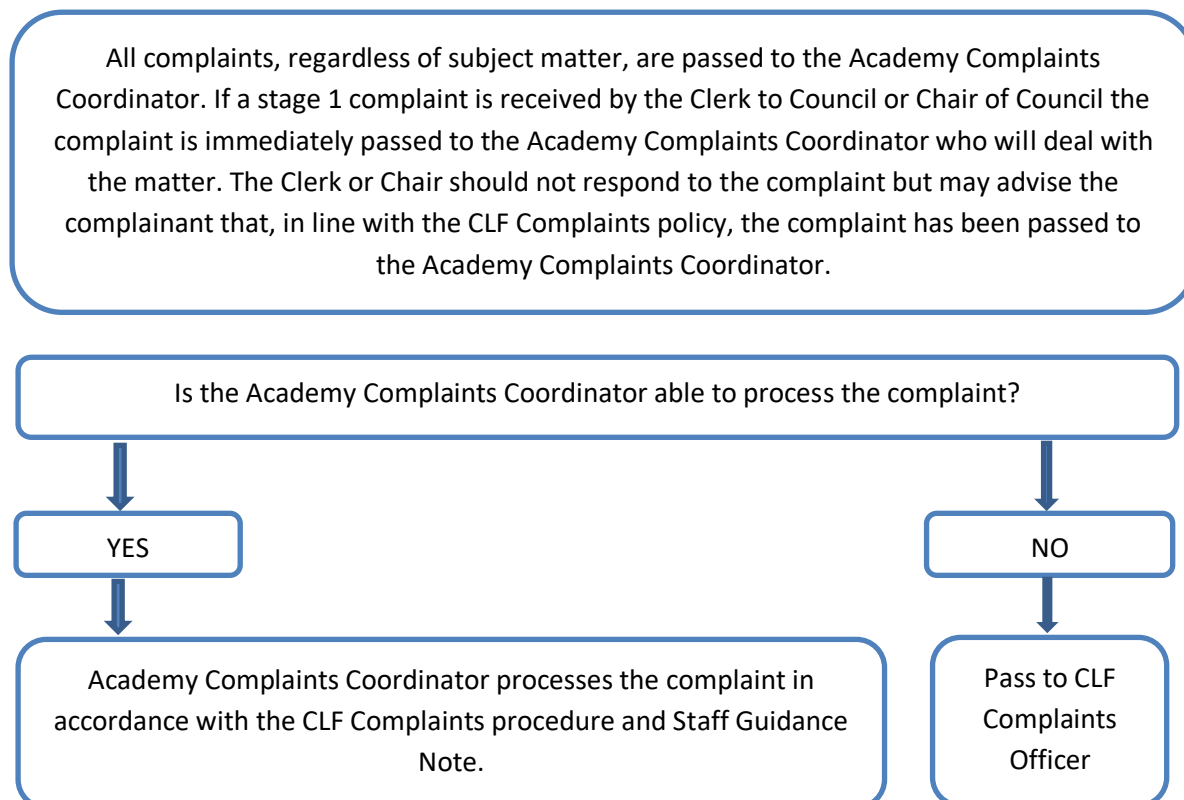 All complaints, regardless of subject matter, are passed to the Academy Complaints
Coordinator. If a stage 1 complaint is received by the Clerk to Council or Chair of Council the
complaint is immediately passed to the Academy Complaints Coordinator who will deal with
the matter. The Clerk or Chair should not respond to the complaint but may advise the
complainant that, in line with the CLF Complaints policy, the complaint has been passed to
the Academy Complaints Coordinator.
Is the Academy Complaints Coordinator able to process the complaint?
YES
NO
Academy Complaints Coordinator processes the complaint in
accordance with the CLF Complaints procedure and Staff Guidance
Note.
Pass to CLF
Complaints
Officer